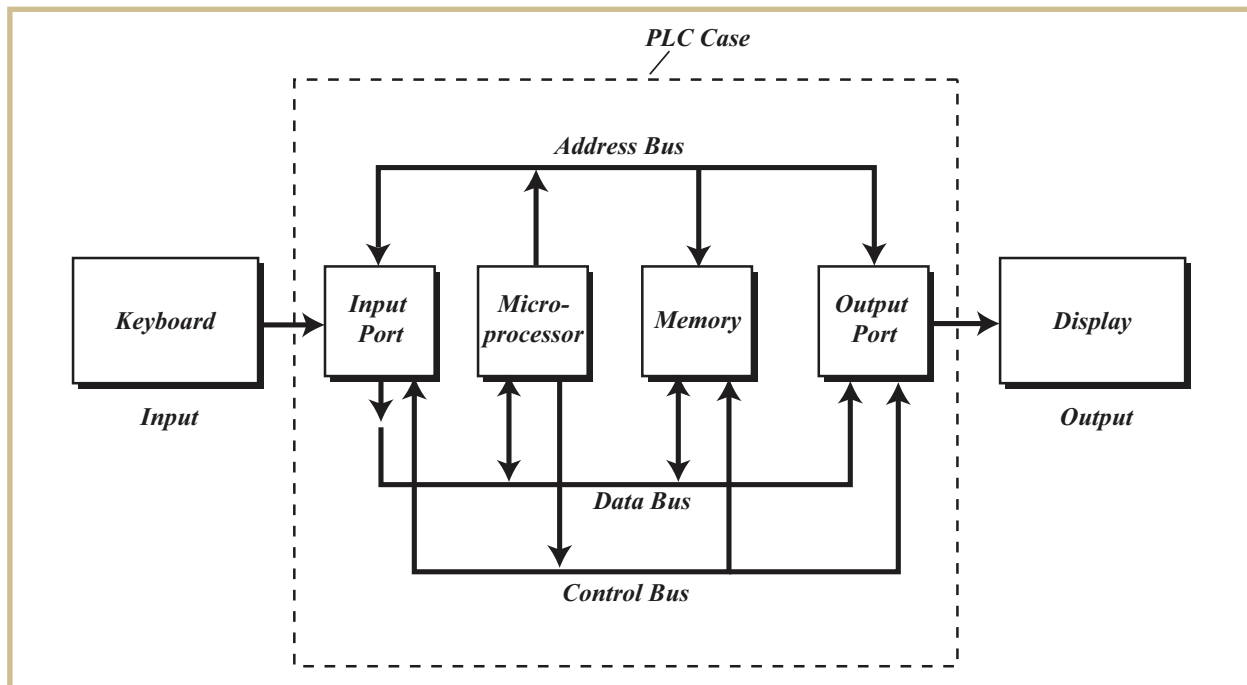 PLC Case
Address Bus
Keyboard
Input
Port
Micro-
processor
Memory
Output
Port
Display
Input
Output
Data Bus
Control Bus